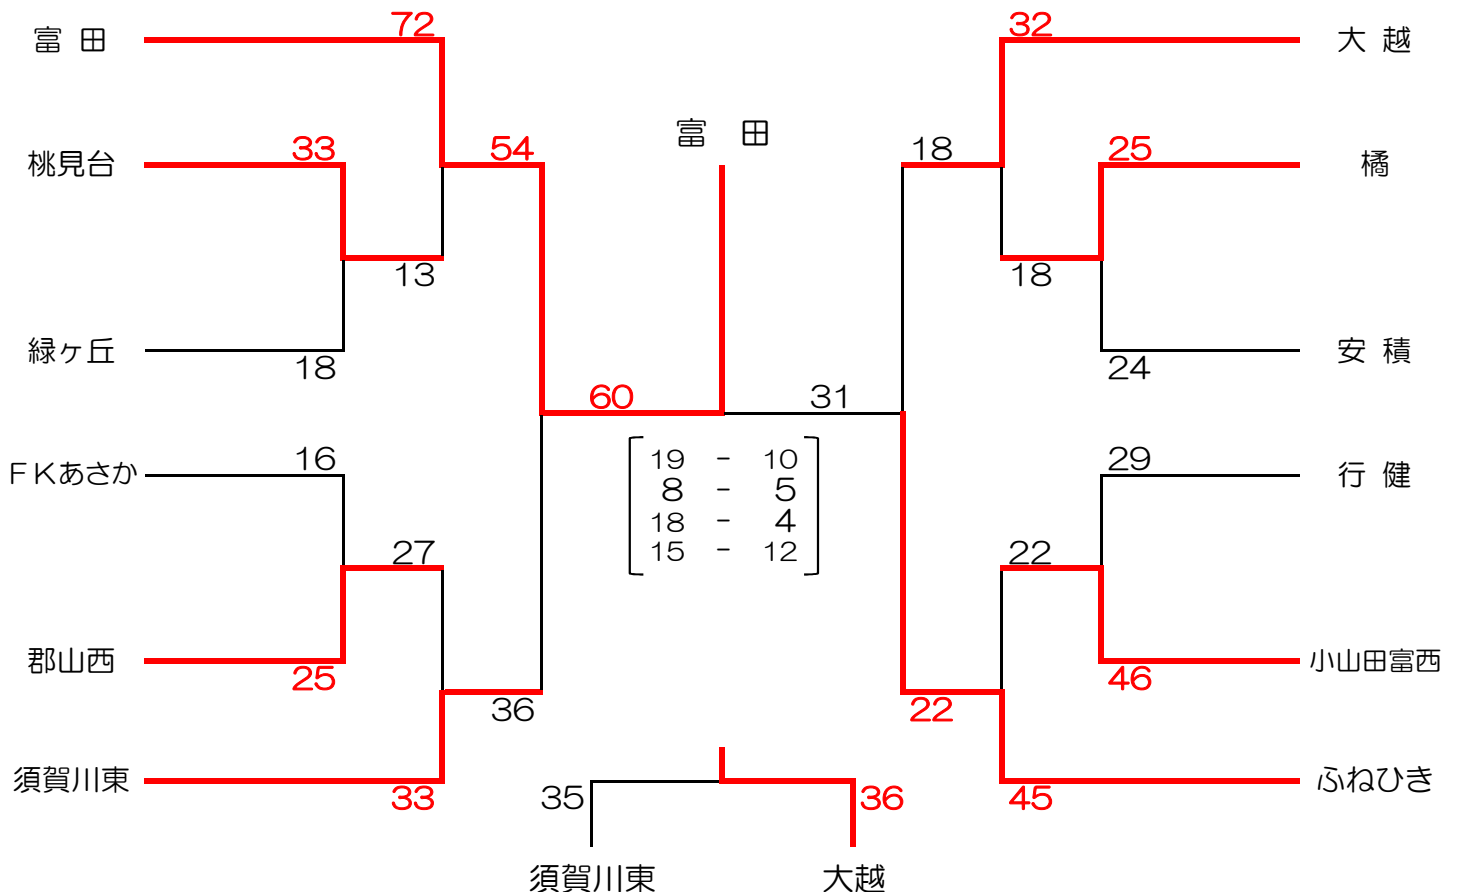 72
32
富 田
大 越
富 田
33
54
18
25
桃見台
橘
13
18
緑ヶ丘
安 積
18
24
60
31
16
29
19 - 10
8 - 5
18 - 4
15 - 12
FKあさか
行 健
27
22
郡山西
小山田富西
25
46
36
22
須賀川東
ふねひき
33
35
36
45
須賀川東
大越